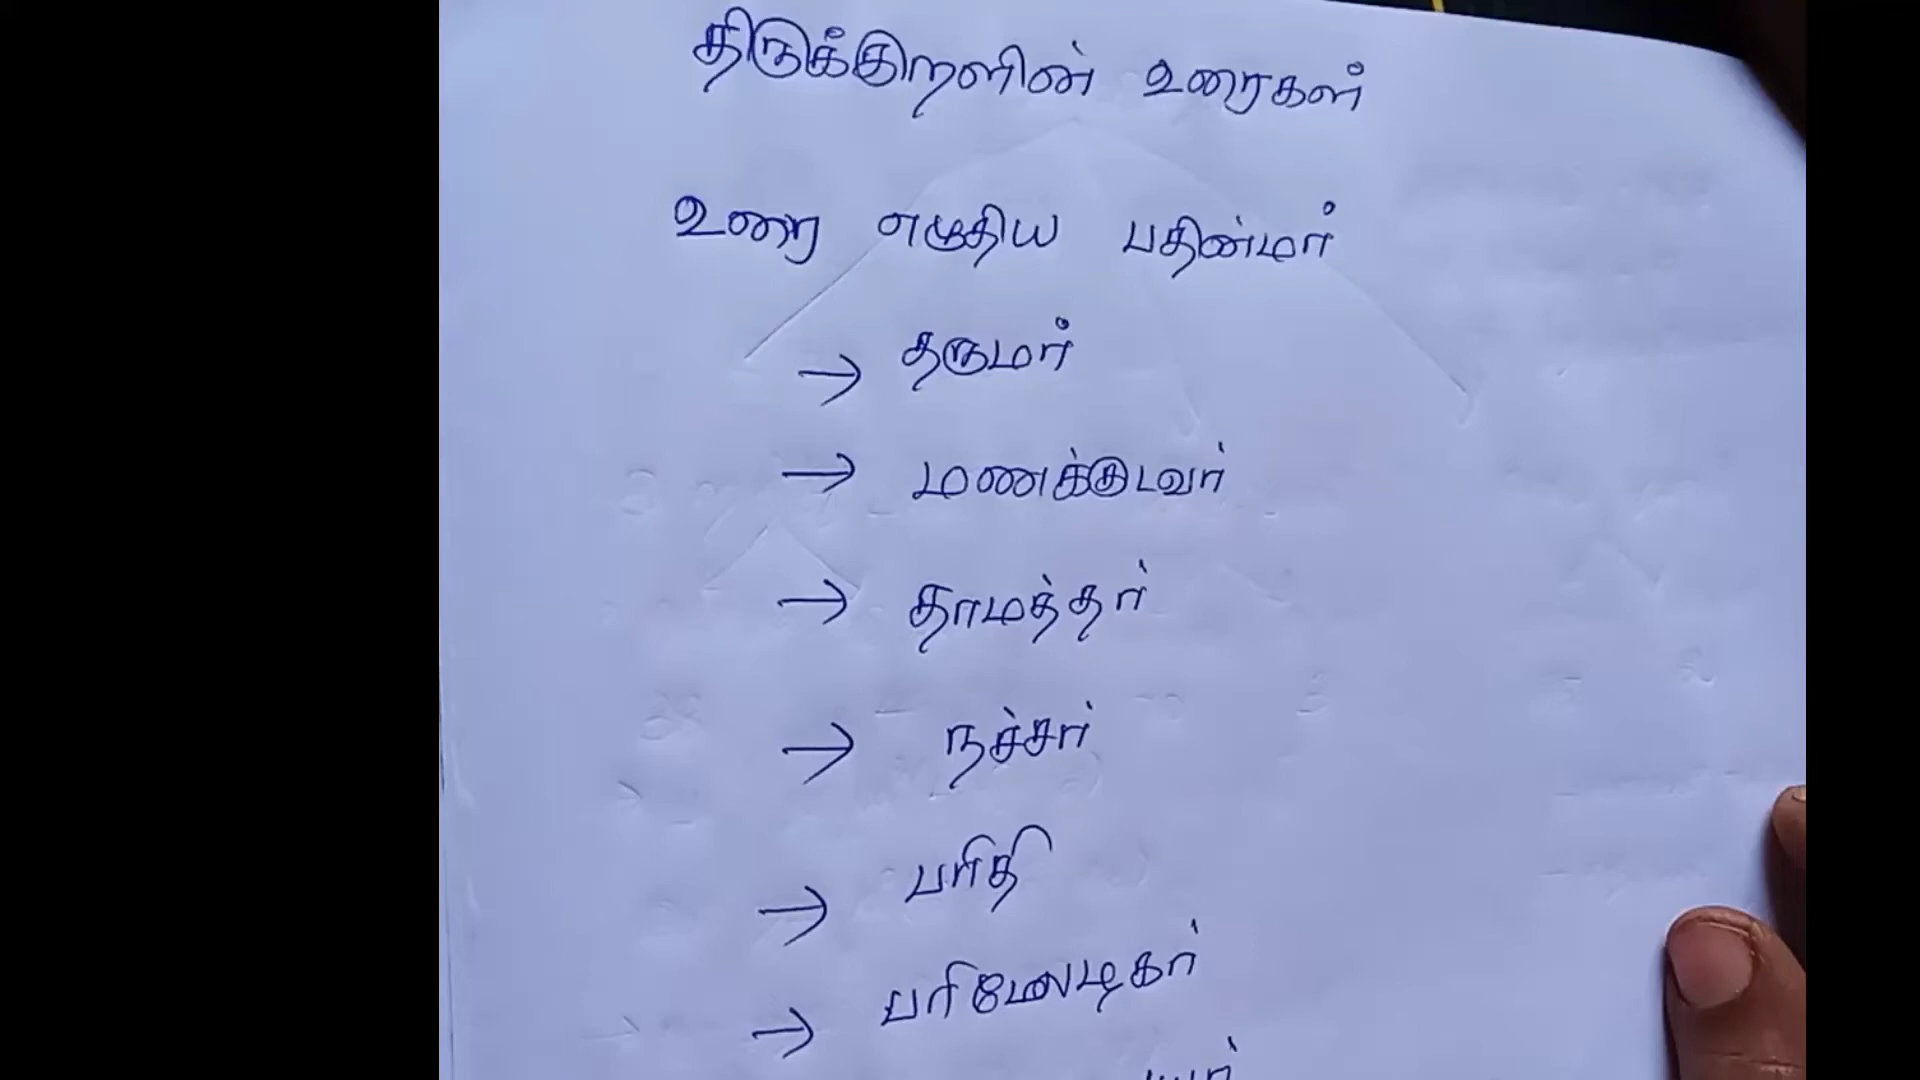 திருக்குறளின் உரைகள்
உரை எழுதிய பதின்மர்
→ தருமர்
→ மணக்குடவர்
→ தாமத்தர்
→ நச்சர்
→ பரிதி
→ பரிமேலழகர்